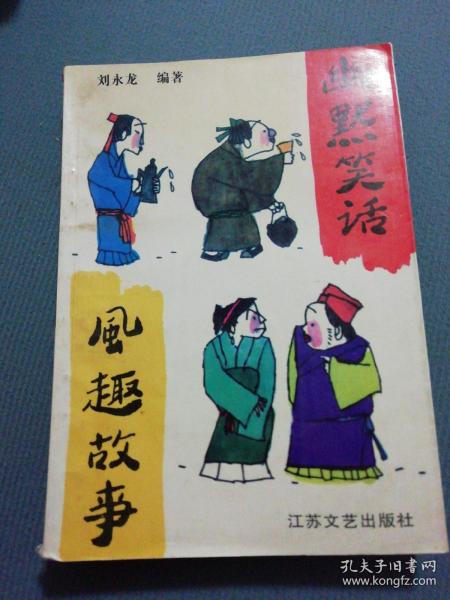 刘永龙 编著
幽默笑话
風趣故事
江苏文艺出版社
孔夫子旧书网
www.kongfz.com